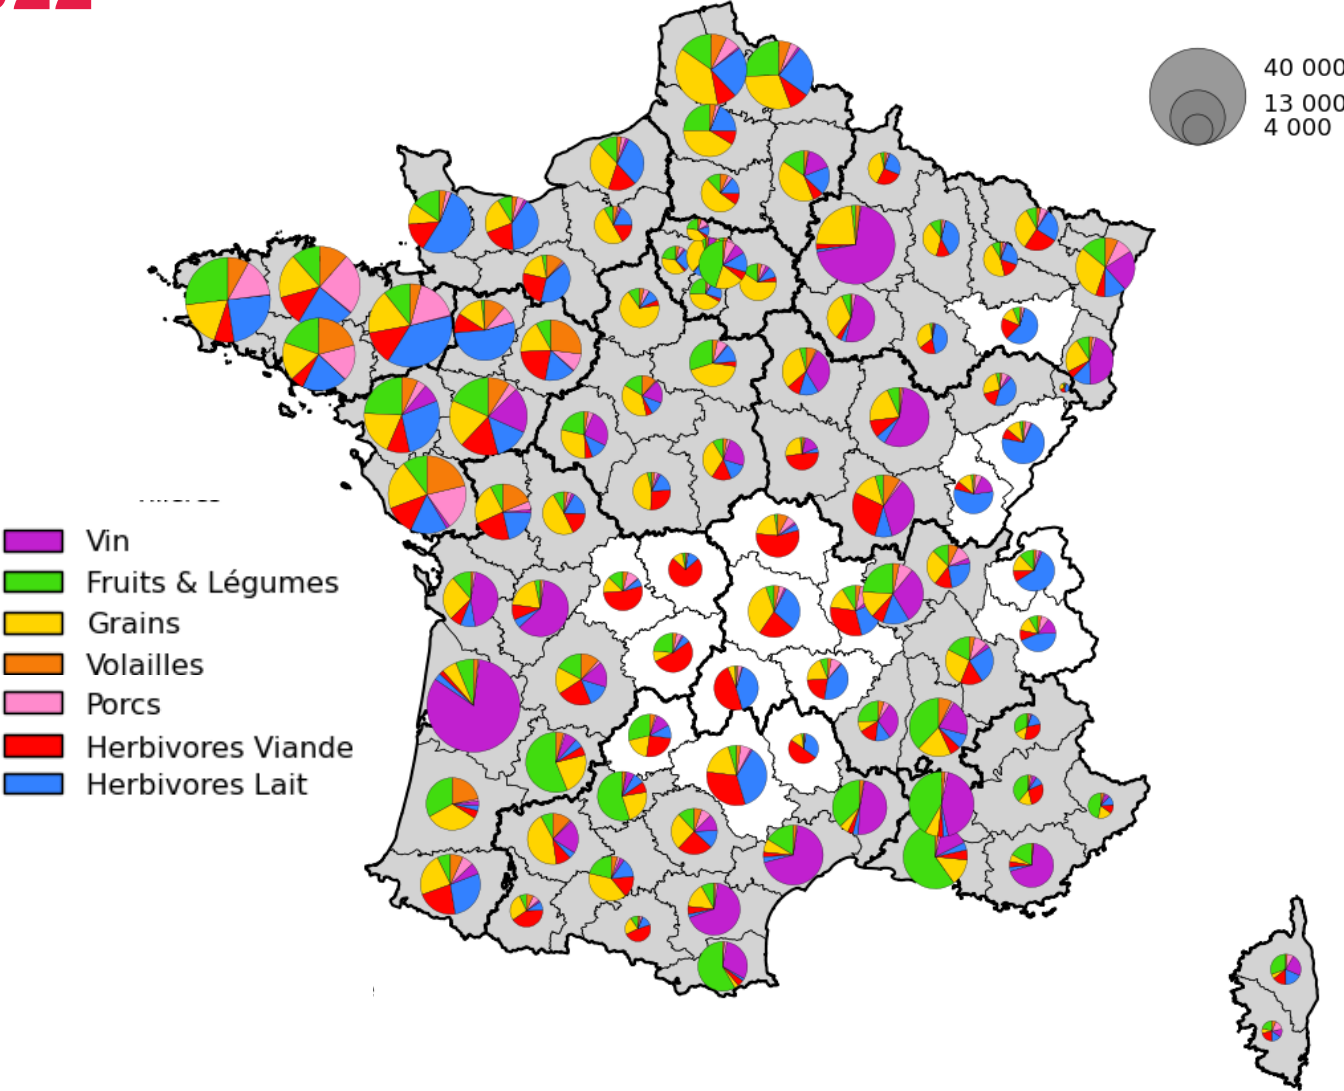 40 000
13 000
4 000
Vin
Fruits & Légumes
Grains
Volailles
Porcs
Herbivores Viande
Herbivores Lait